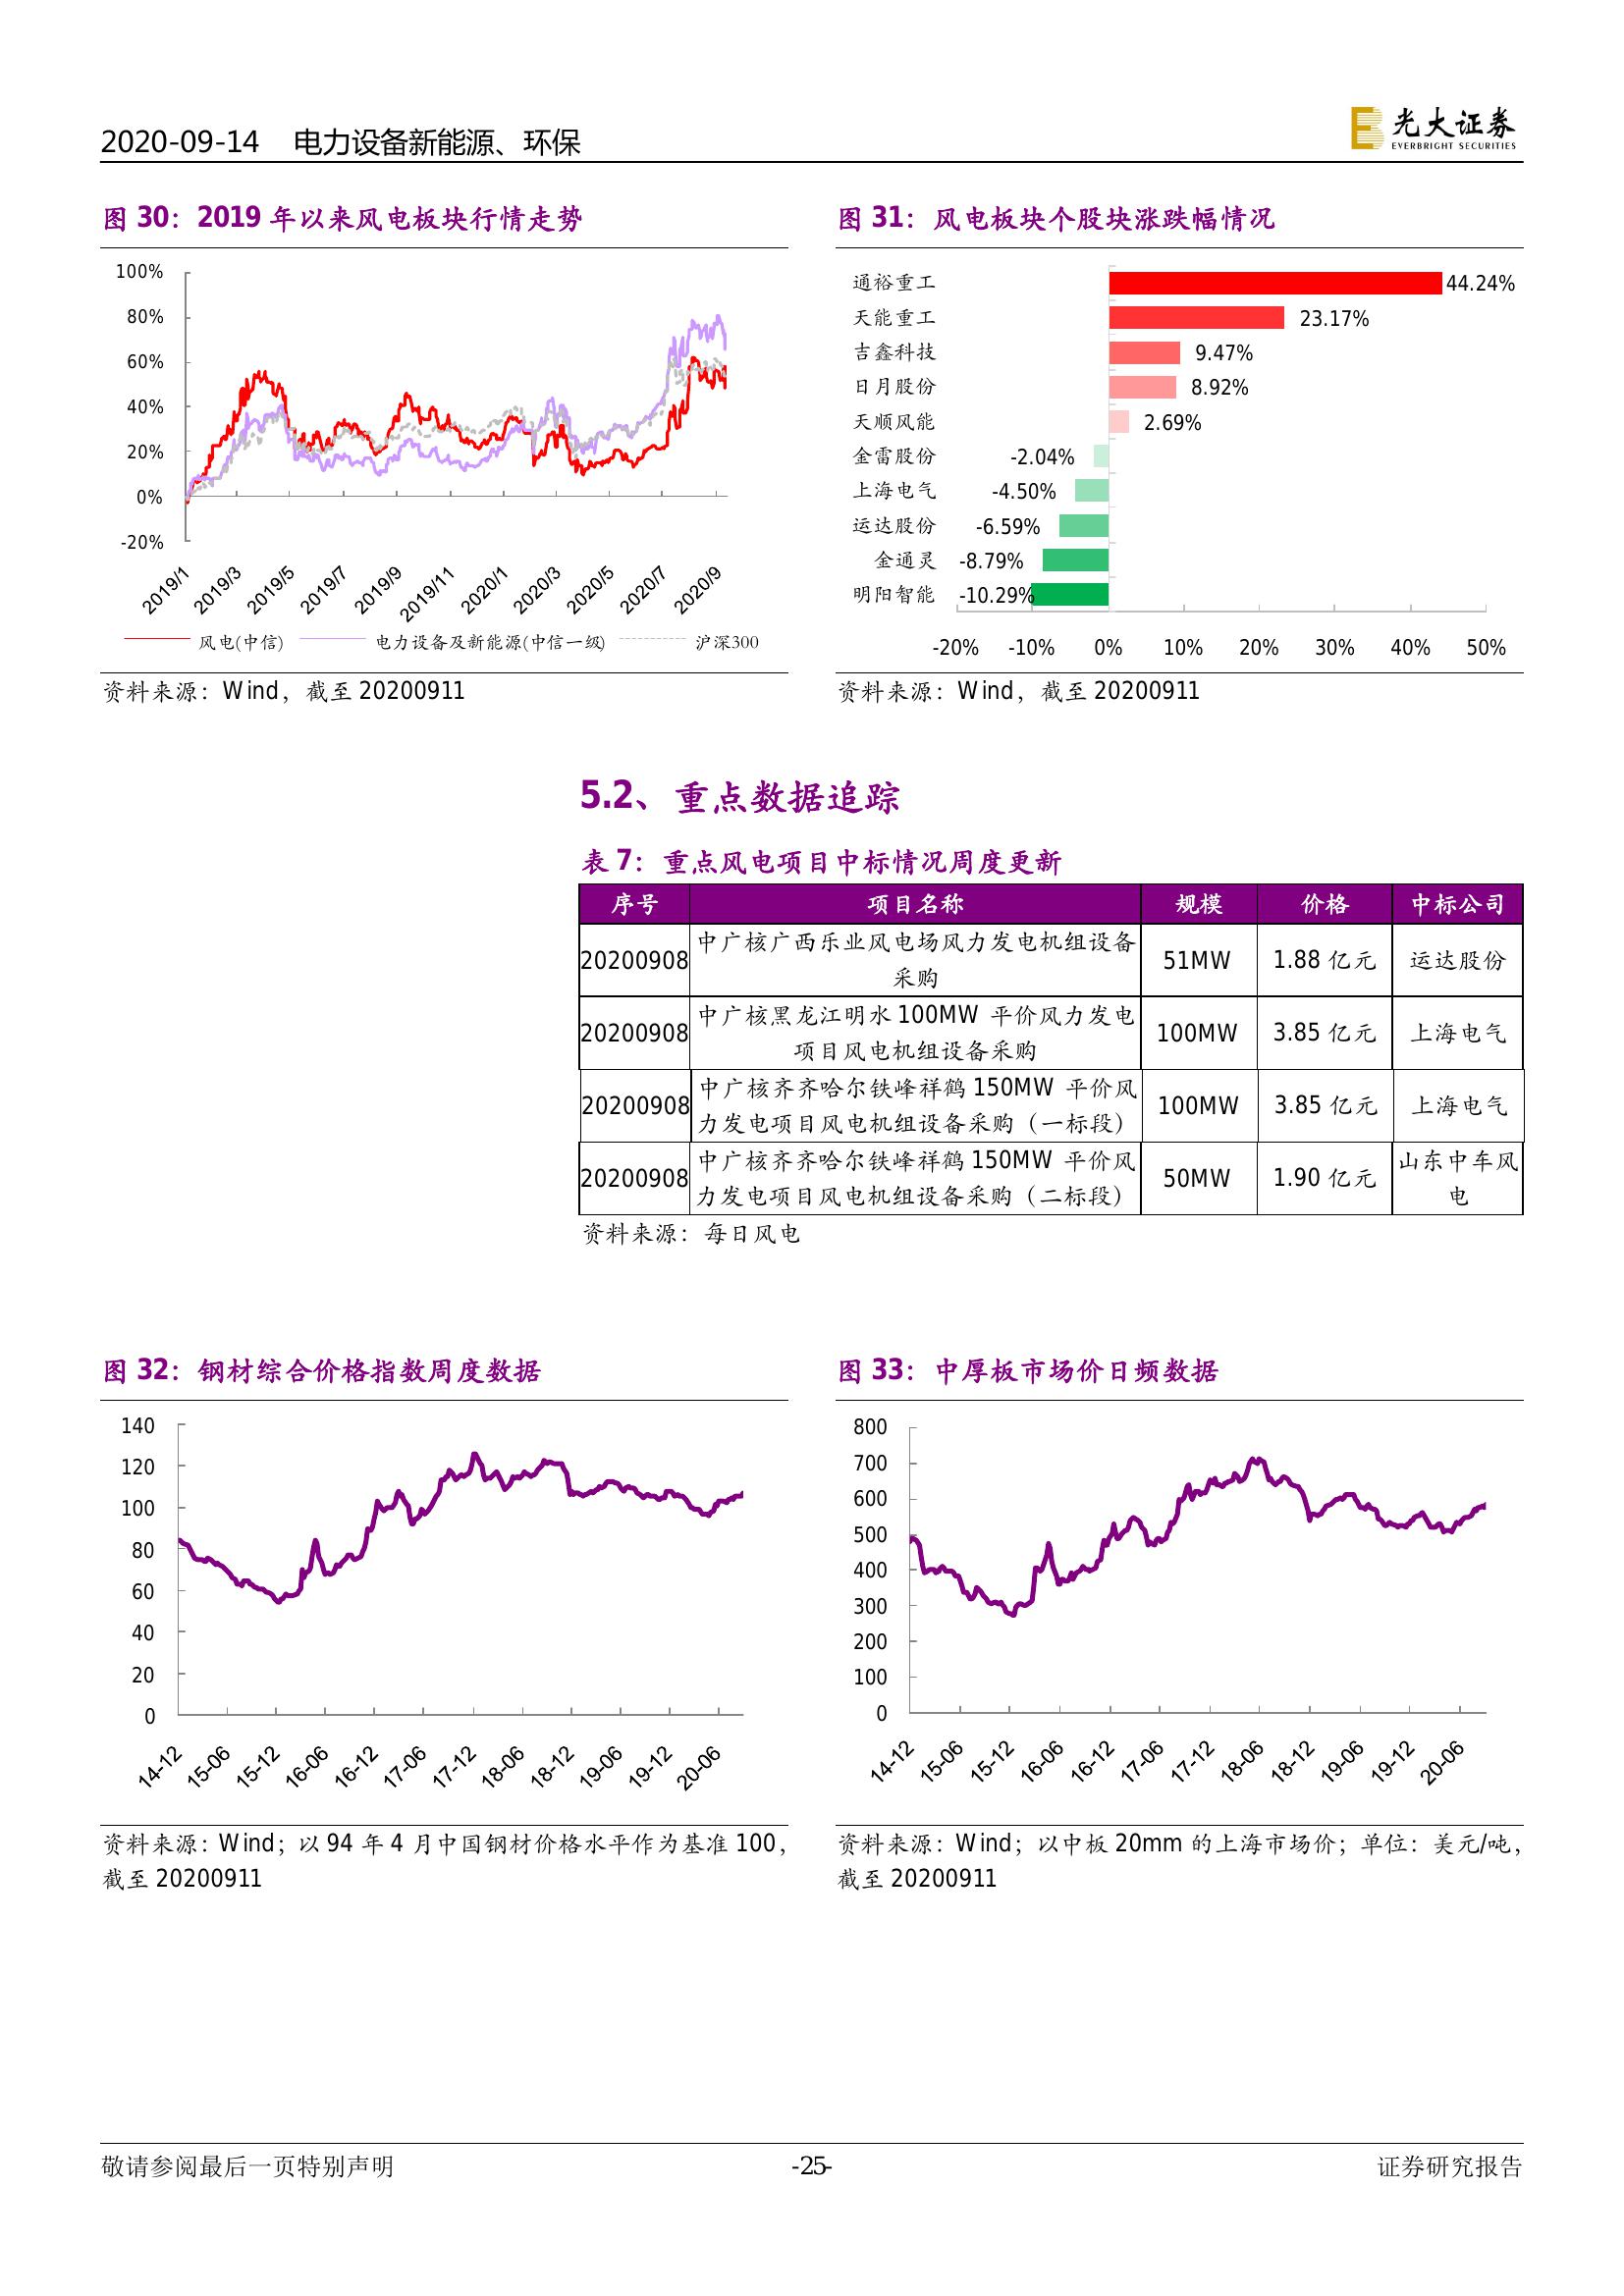 2020-09-14 电力设备新能源、环保
光大证券
EVERBRIGHT SECURITIES
图 30：2019 年以来风电板块行情走势
100%
80%
60%
40%
20%
0%
-20%
2019/1 2019/3 2019/5 2019/7 2019/9 2019/11 2020/1 2020/3 2020/5 2020/7 2020/9
风电(中信) 电力设备及新能源(中信一级) 沪深300
资料来源：Wind，截至 20200911
图 31：风电板块个股块涨跌幅情况
通裕重工 44.24%
天能重工 23.17%
吉鑫科技 9.47%
日月股份 8.92%
天顺风能 2.69%
金雷股份 -2.04%
上海电气 -4.50%
运达股份 -6.59%
金通灵 -8.79%
明阳智能 -10.29%
-20% -10% 0% 10% 20% 30% 40% 50%
资料来源：Wind，截至 20200911
5.2、重点数据追踪
表 7：重点风电项目中标情况周度更新
序号 项目名称 规模 价格 中标公司
20200908 中广核广西乐业风电场风力发电机组设备
采购 51MW 1.88 亿元 运达股份
20200908 中广核黑龙江明水 100MW 平价风力发电
项目风电机组设备采购 100MW 3.85 亿元 上海电气
20200908 中广核齐齐哈尔铁峰祥鹤 150MW 平价风
力发电项目风电机组设备采购（一标段） 100MW 3.85 亿元 上海电气
20200908 中广核齐齐哈尔铁峰祥鹤 150MW 平价风
力发电项目风电机组设备采购（二标段） 50MW 1.90 亿元 山东中车风
电
资料来源：每日风电
图 32：钢材综合价格指数周度数据
140
120
100
80
60
40
20
0
14-12 15-06 15-12 16-06 16-12 17-06 17-12 18-06 18-12 19-06 19-12 20-06
资料来源：Wind；以 94 年 4 月中国钢材价格水平作为基准 100，
截至 20200911
图 33：中厚板市场价日频数据
800
700
600
500
400
300
200
100
0
14-12 15-06 15-12 16-06 16-12 17-06 17-12 18-06 18-12 19-06 19-12 20-06
资料来源：Wind；以中板 20mm 的上海市场价；单位：美元/吨，
截至 20200911
敬请参阅最后一页特别声明 -25- 证券研究报告